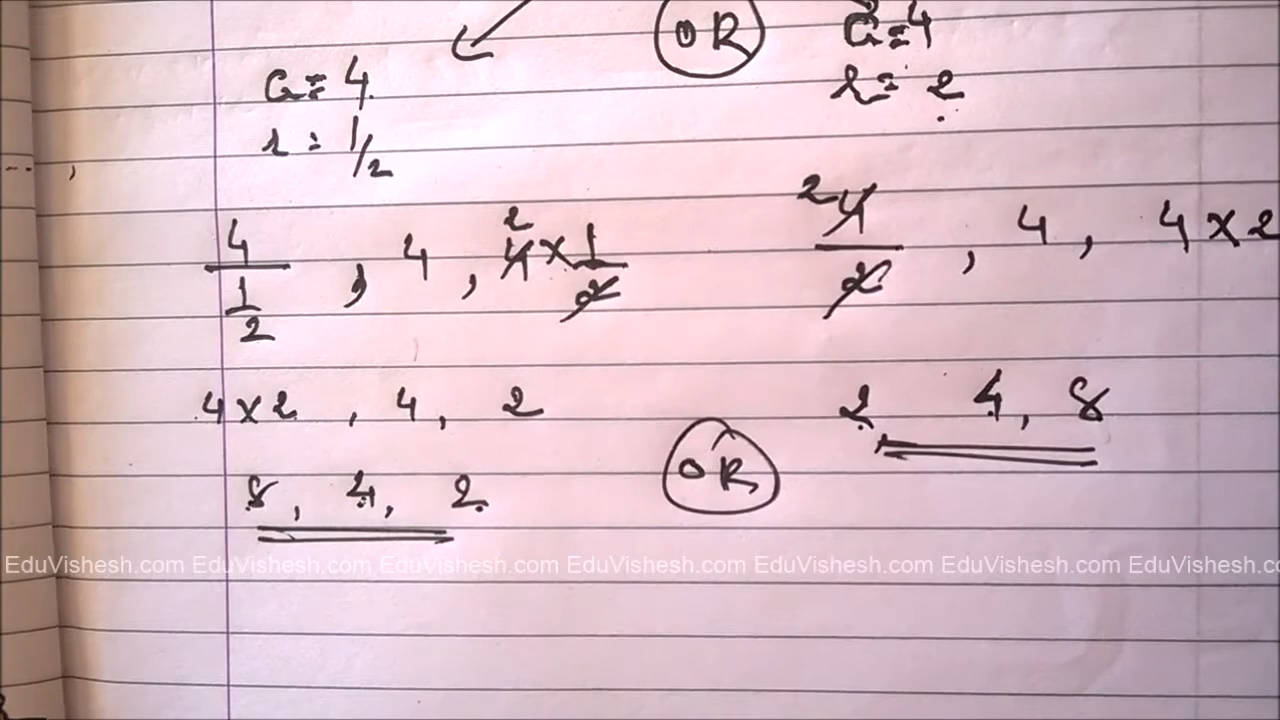 OR
a = 4
a = 4
r = 2
r = 1/2
4/(1/2) , 4 , 4 × 1/2
2
2 4/2 , 4 , 4 × 2
4 × 2 , 4 , 2
2 4 , 8
OR
8 , 4 , 2
EduVishesh.com EduVishesh.com EduVishesh.com EduVishesh.com EduVishesh.com EduVishesh.com EduVishesh.c